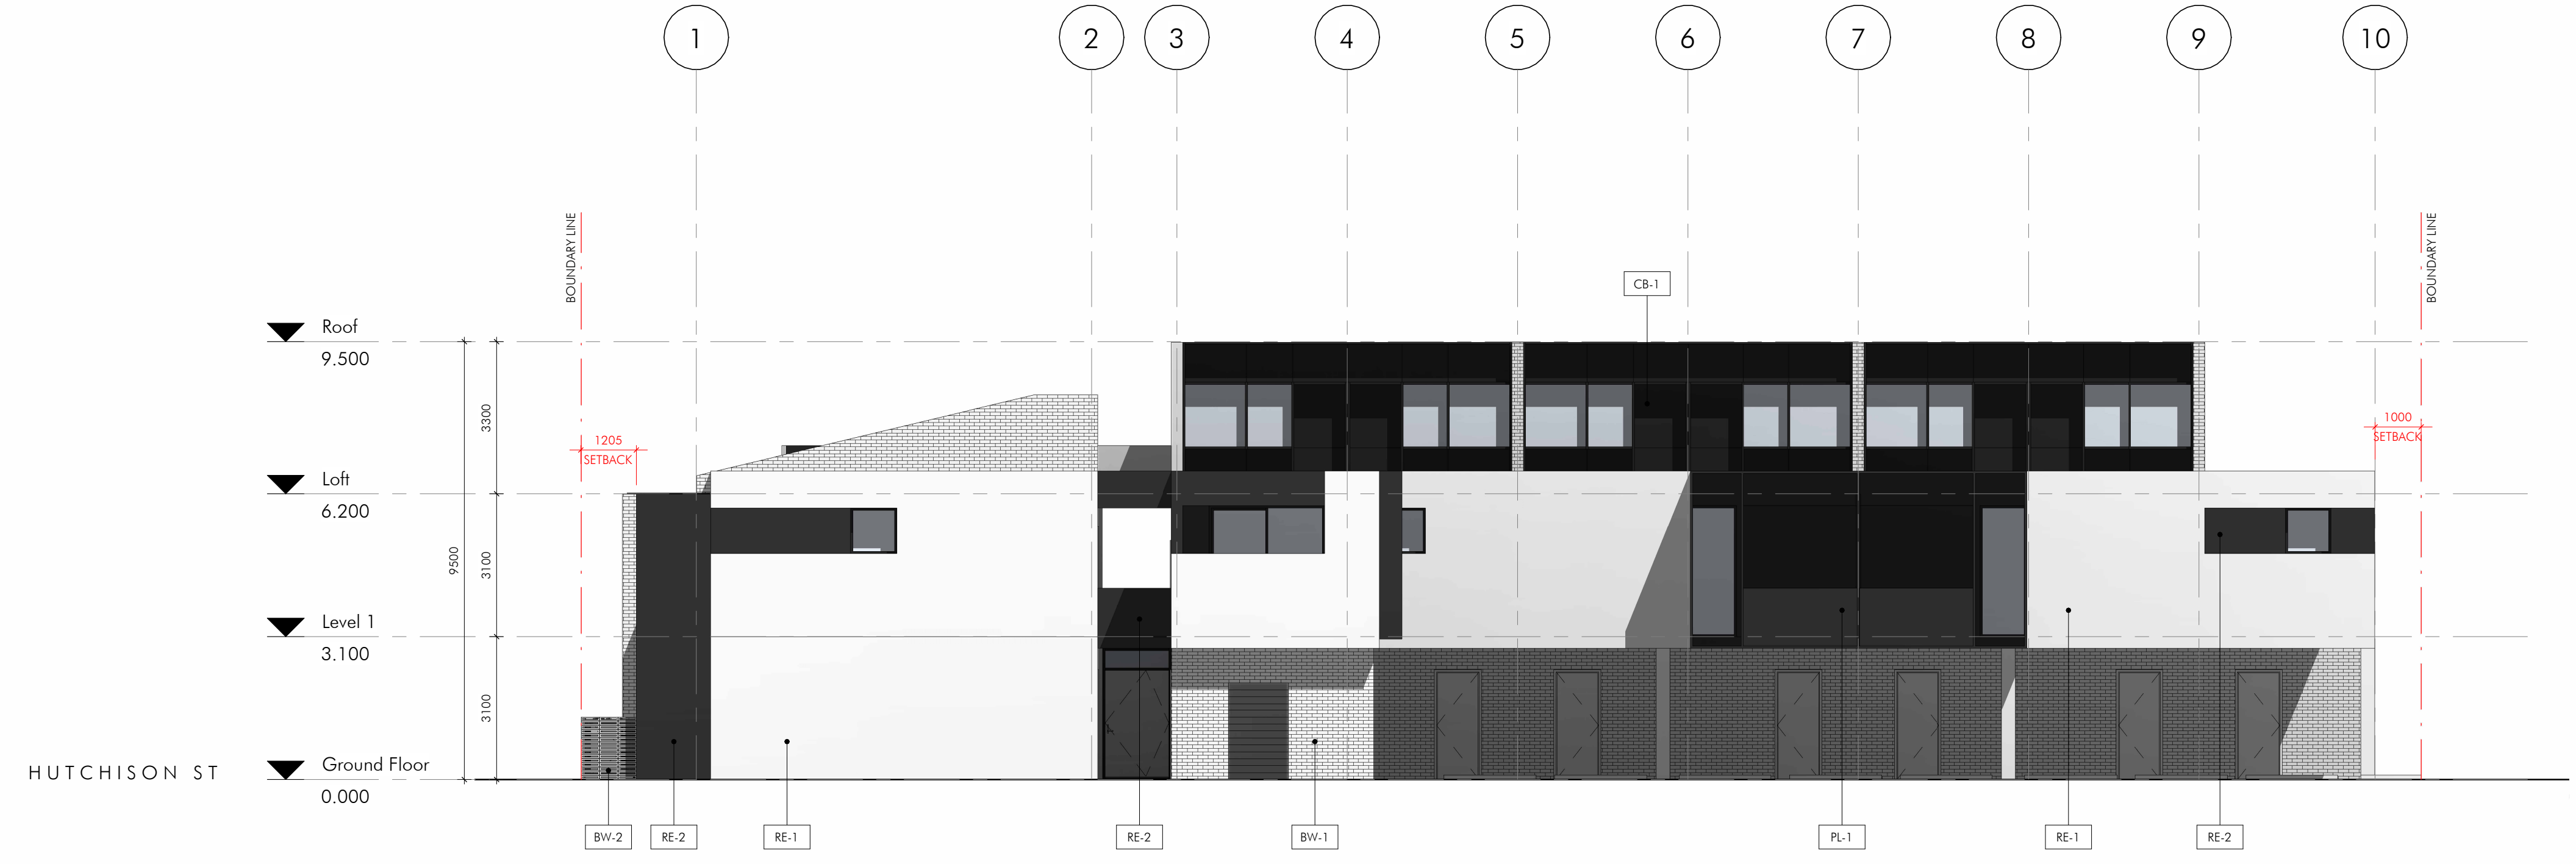 1
2
3
4
5
6
7
8
9
10
BOUNDARY LINE
BOUNDARY LINE
CB-1
Roof
9.500
3300
1205
SETBACK
1000
SETBACK
Loft
6.200
9500
3100
Level 1
3.100
3100
HUTCHISON ST
Ground Floor
0.000
BW-2
RE-2
RE-1
RE-2
BW-1
PL-1
RE-1
RE-2